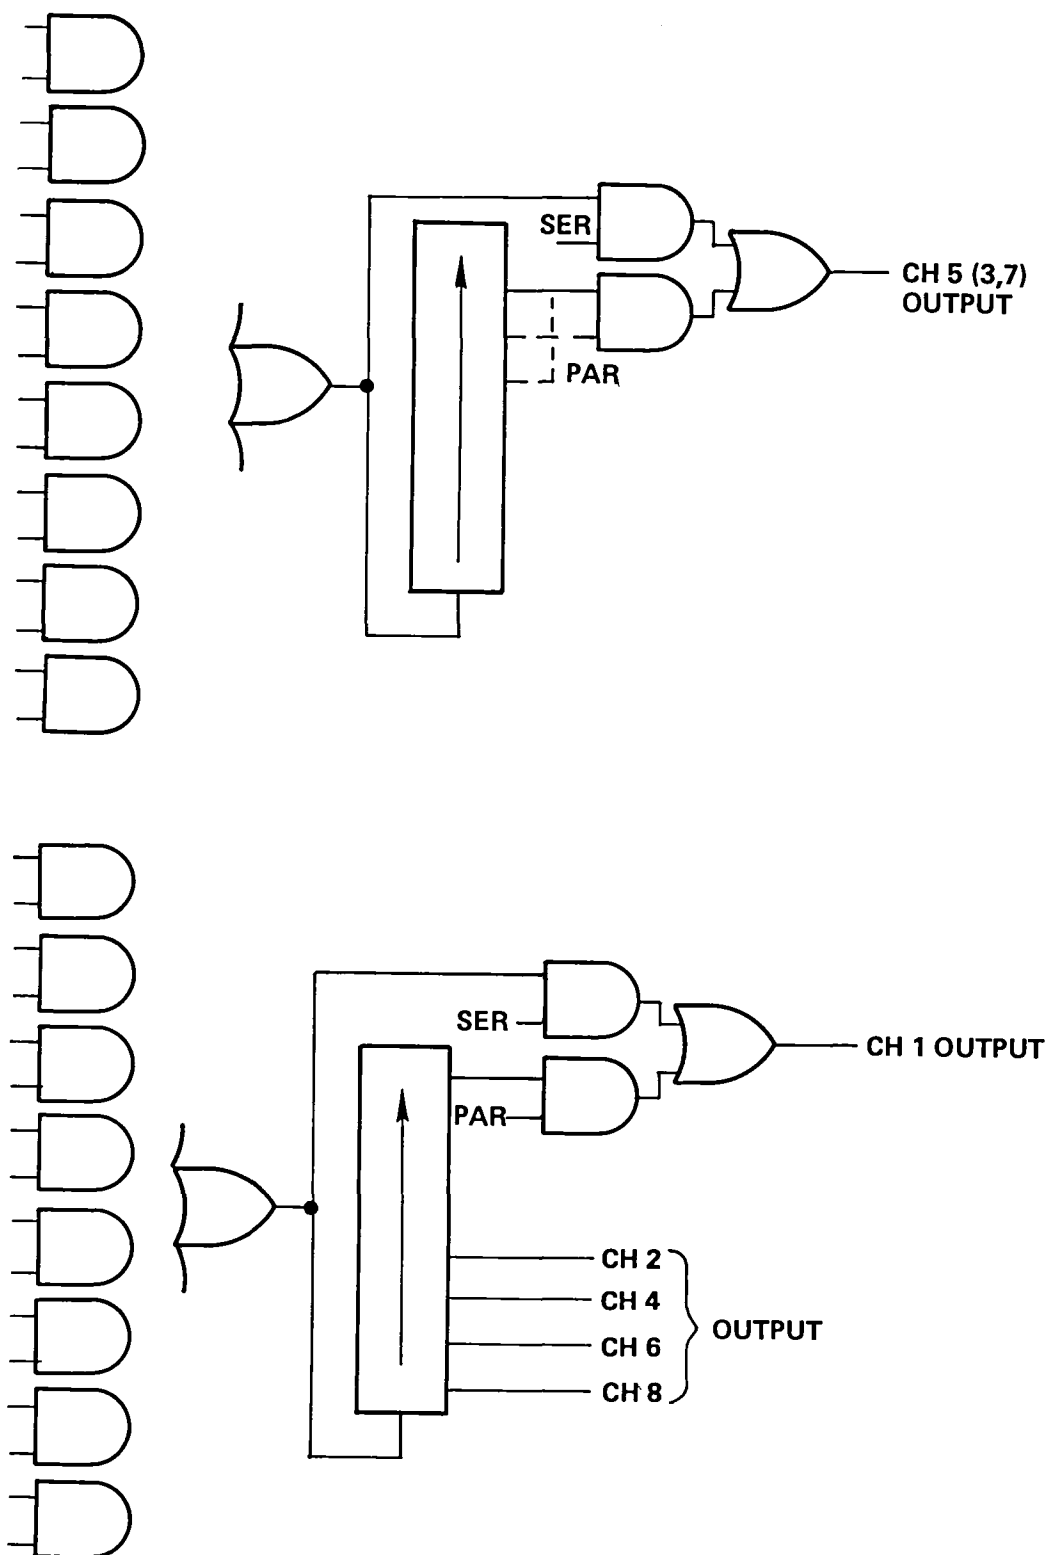 SER
CH 5 (3,7)
OUTPUT
PAR
SER
CH 1 OUTPUT
PAR
CH 2
CH 4
OUTPUT
CH 6
CH 8